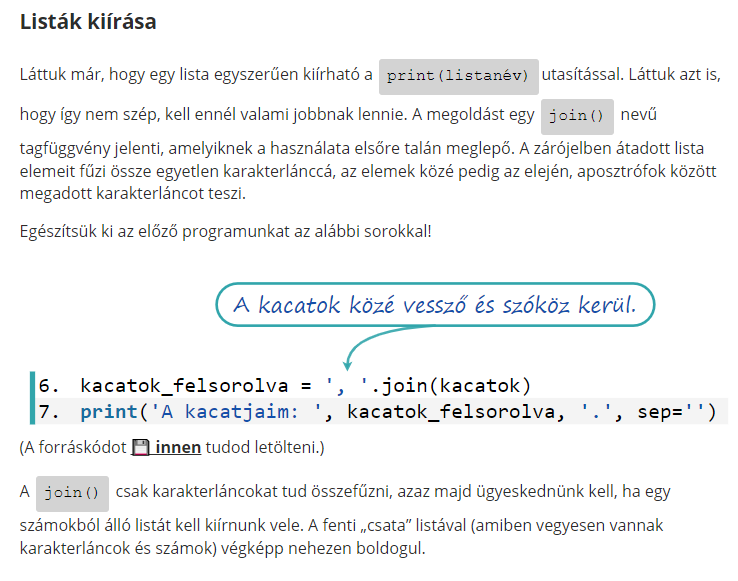 Listák kiírása
Láttuk már, hogy egy lista egyszerűen kiírható a print(listanév) utasítással. Láttuk azt is,
hogy így nem szép, kell ennél valami jobbnak lennie. A megoldást egy join() nevű
tagfüggvény jelenti, amelyiknek a használata elsőre talán meglepő. A zárójelben átadott lista
elemeit fűzi össze egyetlen karakterlánccá, az elemek közé pedig az elején, aposztrófok között
megadott karakterláncot teszi.
Egészítsük ki az előző programunkat az alábbi sorokkal!
A kacatok közé vessző és szóköz kerül.
6. kacatok_felsorolva = ', '.join(kacatok)
7. print('A kacatjaim: ', kacatok_felsorolva, '.', sep='')
(A forráskódot innen tudod letölteni.)
A join() csak karakterláncokat tud összefűzni, azaz majd ügyeskednünk kell, ha egy
számokból álló listát kell kiírnunk vele. A fenti „csata” listával (amiben vegyesen vannak
karakterláncok és számok) végképp nehezen boldogul.